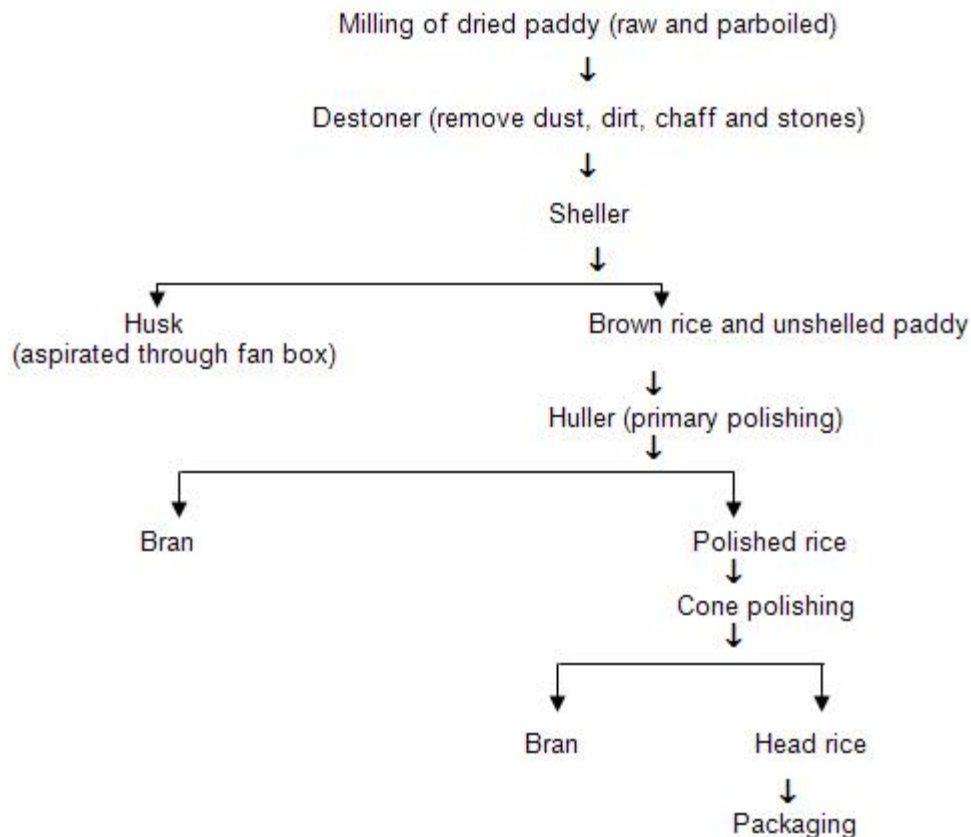 Milling of dried paddy (raw and parboiled)
Destoner (remove dust, dirt, chaff and stones)
Sheller
Husk
(aspirated through fan box)
Brown rice and unshelled paddy
Huller (primary polishing)
Bran
Polished rice
Cone polishing
Bran
Head rice
Packaging